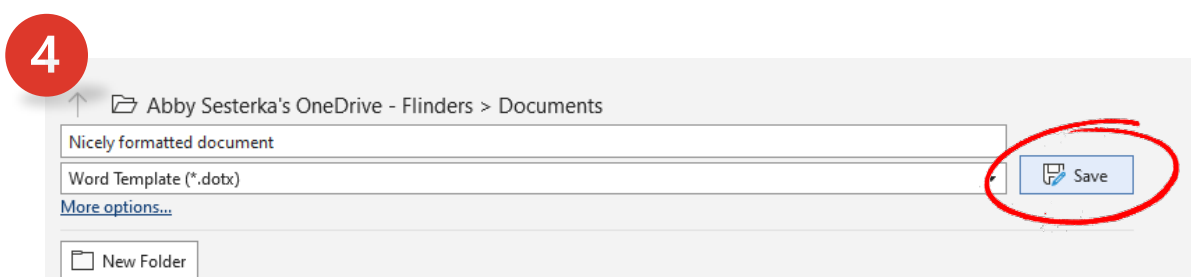 4
Abby Sesterka's OneDrive - Flinders > Documents
Nicely formatted document
Word Template (*.dotx)
Save
More options...
New Folder